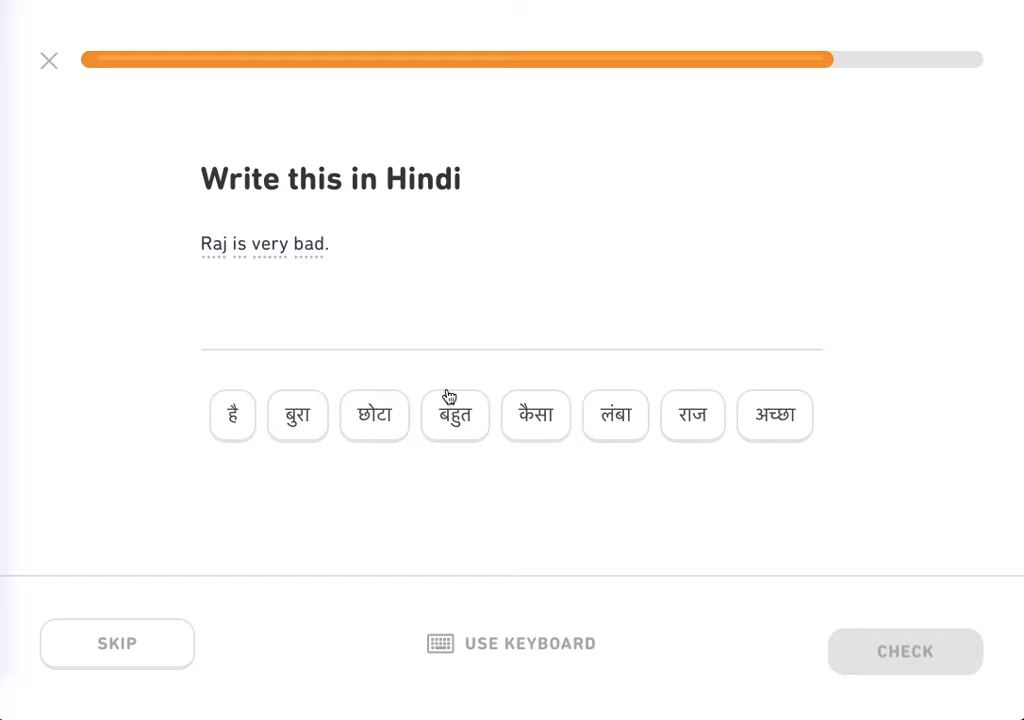 Write this in Hindi
Raj is very bad.
है बुरा छोटा बहुत कैसा लंबा राज अच्छा
SKIP USE KEYBOARD CHECK